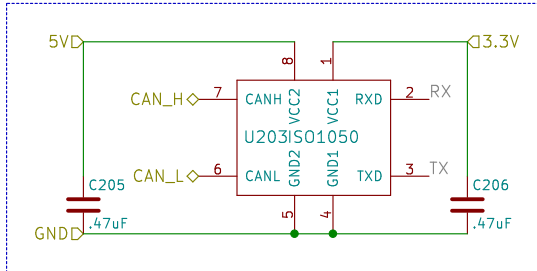 5V
3.3V
8
1
CAN_H
7
CANH
VCC2
VCC1
RXD
2
RX
U203ISO1050
CAN_L
6
CANL
GND2
GND1
TXD
3
TX
5
4
C205
.47uF
C206
.47uF
GND